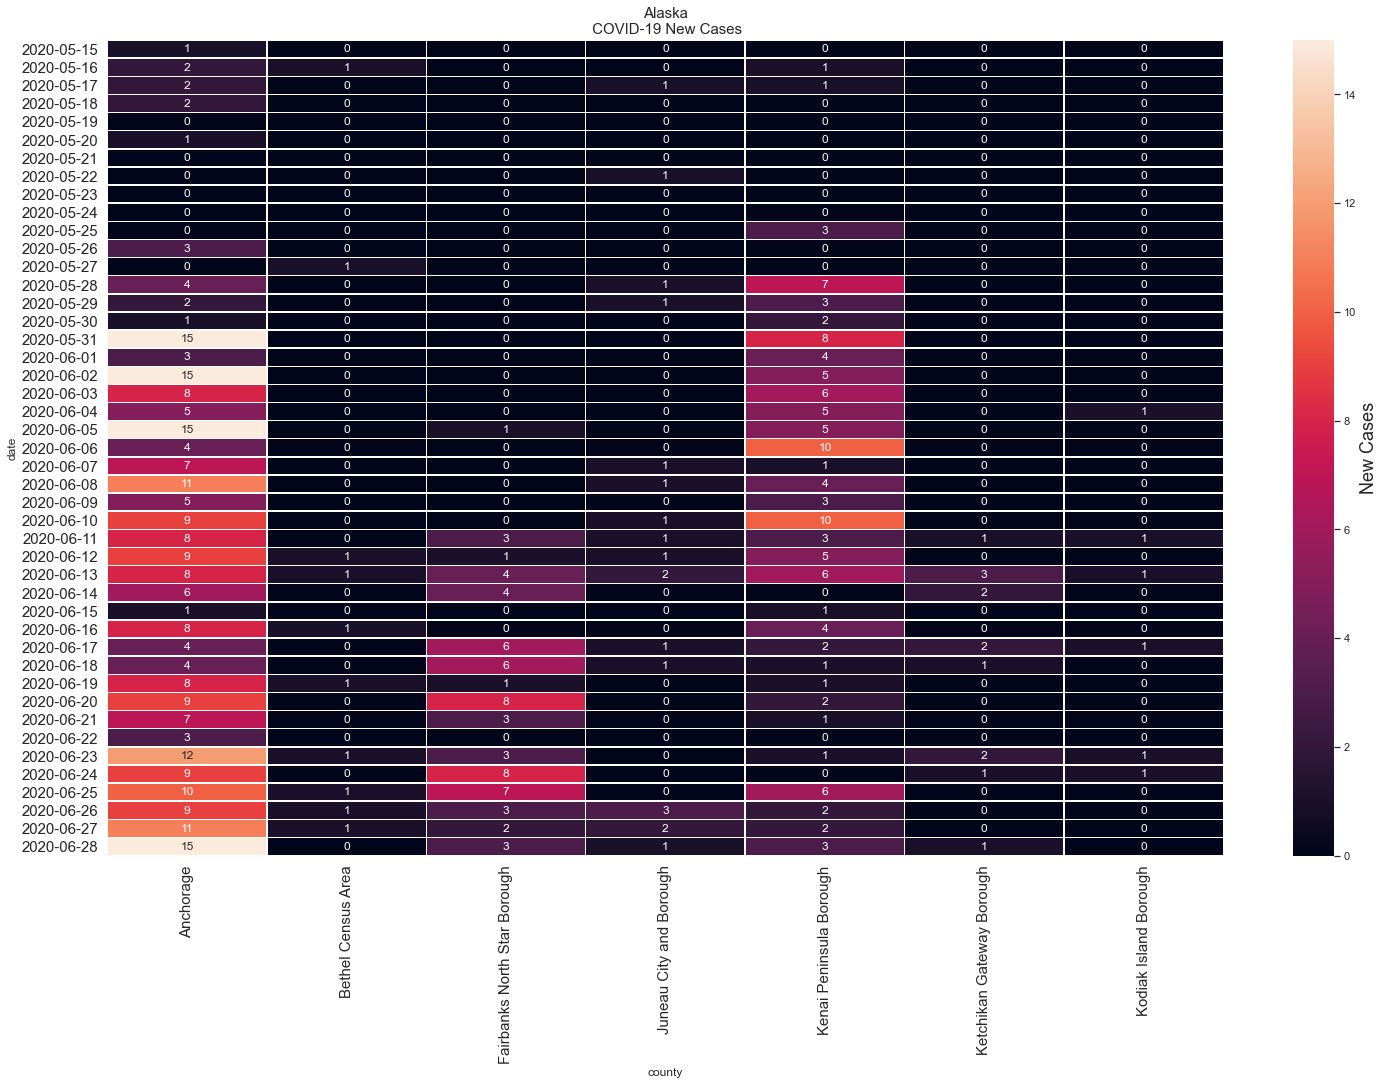 Alaska
COVID-19 New Cases
2020-05-15 1 0 0 0 0 0 0
2020-05-16 2 1 0 0 1 0 0
2020-05-17 2 0 0 1 1 0 0
2020-05-18 2 0 0 0 0 0 0
2020-05-19 0 0 0 0 0 0 0
2020-05-20 1 0 0 0 0 0 0
2020-05-21 0 0 0 0 0 0 0
2020-05-22 0 0 0 1 0 0 0
2020-05-23 0 0 0 0 0 0 0
2020-05-24 0 0 0 0 0 0 0
2020-05-25 0 0 0 0 3 0 0
2020-05-26 3 0 0 0 0 0 0
2020-05-27 0 1 0 0 0 0 0
2020-05-28 4 0 0 1 7 0 0
2020-05-29 2 0 0 1 3 0 0
2020-05-30 1 0 0 0 2 0 0
2020-05-31 15 0 0 0 8 0 0
2020-06-01 3 0 0 0 4 0 0
2020-06-02 15 0 0 0 5 0 0
2020-06-03 8 0 0 0 6 0 0
2020-06-04 5 0 0 0 5 0 1
2020-06-05 15 0 1 0 5 0 0
2020-06-06 4 0 0 0 10 0 0
2020-06-07 7 0 0 1 1 0 0
2020-06-08 11 0 0 1 4 0 0
2020-06-09 5 0 0 0 3 0 0
2020-06-10 9 0 0 1 10 0 0
2020-06-11 8 0 3 1 3 1 1
2020-06-12 9 1 1 1 5 0 0
2020-06-13 8 1 4 2 6 3 1
2020-06-14 6 0 4 0 0 2 0
2020-06-15 1 0 0 0 1 0 0
2020-06-16 8 1 0 0 4 0 0
2020-06-17 4 0 6 1 2 2 1
2020-06-18 4 0 6 1 1 1 0
2020-06-19 8 1 1 0 1 0 0
2020-06-20 9 0 8 0 2 0 0
2020-06-21 7 0 3 0 1 0 0
2020-06-22 3 0 0 0 0 0 0
2020-06-23 12 1 3 0 1 2 1
2020-06-24 9 0 8 0 0 1 1
2020-06-25 10 1 7 0 6 0 0
2020-06-26 9 1 3 3 2 0 0
2020-06-27 11 1 2 2 2 0 0
2020-06-28 15 0 3 1 3 1 0
date
Anchorage
Bethel Census Area
Fairbanks North Star Borough
Juneau City and Borough
Kenai Peninsula Borough
Ketchikan Gateway Borough
Kodiak Island Borough
county
14
12
10
8
6
4
2
0
New Cases